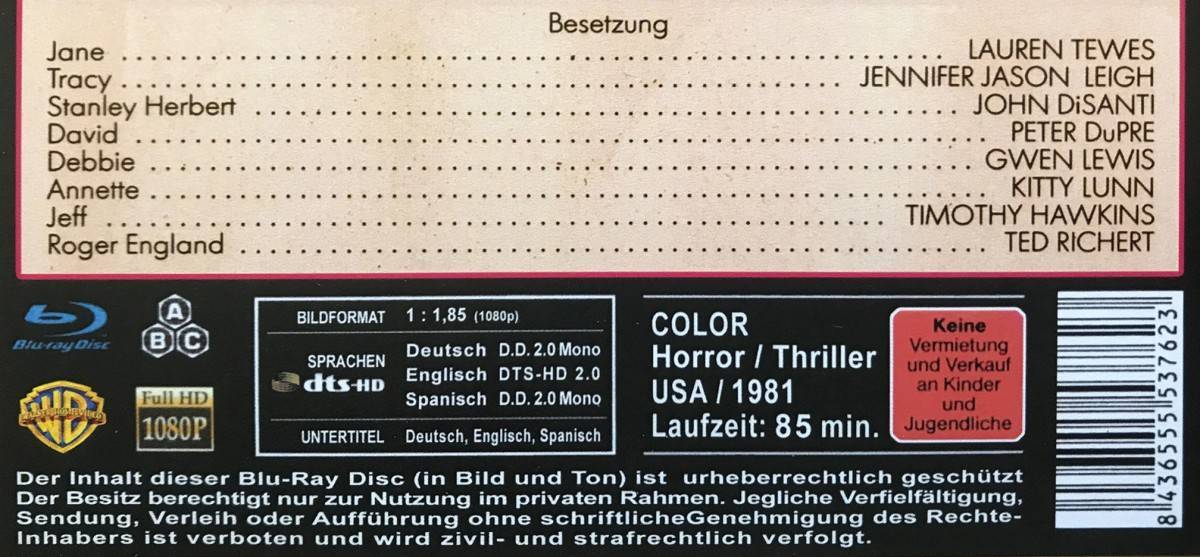 Besetzung
Jane ........ LAUREN TEWES
Tracy ........ JENNIFER JASON LEIGH
Stanley Herbert ........ JOHN DiSANTI
David ........ PETER DuPRE
Debbie ........ GWEN LEWIS
Annette ........ KITTY LUNN
Jeff ........ TIMOTHY HAWKINS
Roger England ........ TED RICHERT
Blu-ray Disc
A
B C
WB
Full HD
1080P
BILDFORMAT 1 : 1,85 (1080p)
SPRACHEN
dts-HD
Deutsch D.D. 2.0 Mono
Englisch DTS-HD 2.0
Spanisch D.D. 2.0 Mono
UNTERTITEL Deutsch, Englisch, Spanisch
COLOR
Horror / Thriller
USA / 1981
Laufzeit: 85 min.
Keine
Vermietung
und Verkauf
an Kinder
und
Jugendliche
8 436555 537623
Der Inhalt dieser Blu-Ray Disc (in Bild und Ton) ist urheberrechtlich geschützt
Der Besitz berechtigt nur zur Nutzung im privaten Rahmen. Jegliche Verfielfältigung,
Sendung, Verleih oder Aufführung ohne schriftlicheGenehmigung des Rechte-
Inhabers ist verboten und wird zivil- und strafrechtlich verfolgt.